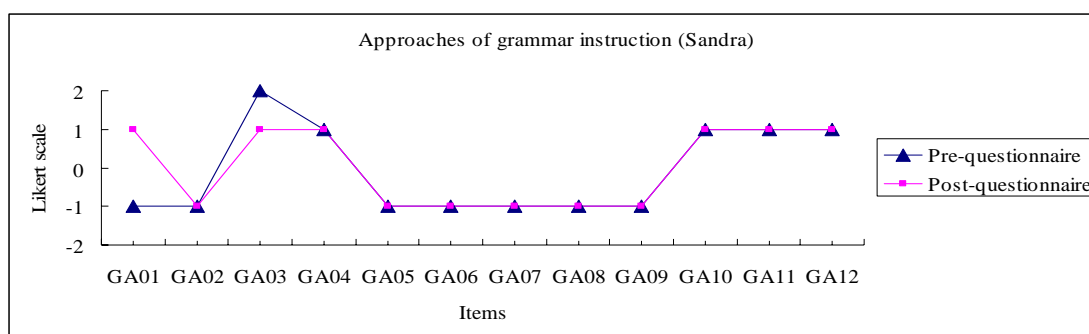 Approaches of grammar instruction (Sandra)
2
1
0
-1
-2
Likert scale
GA01 GA02 GA03 GA04 GA05 GA06 GA07 GA08 GA09 GA10 GA11 GA12
Items
Pre-questionnaire
Post-questionnaire